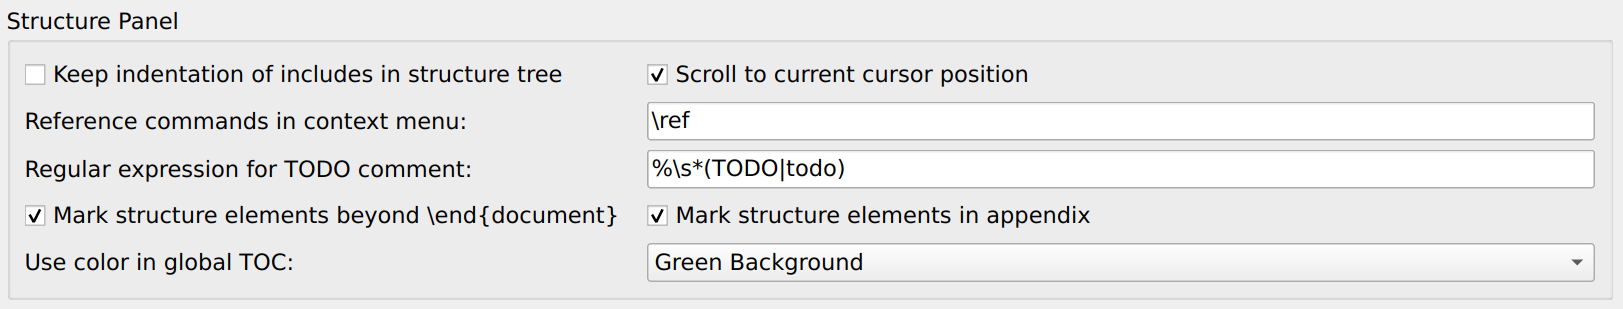 Structure Panel
Keep indentation of includes in structure tree
Scroll to current cursor position
Reference commands in context menu:
\ref
Regular expression for TODO comment:
%\s*(TODO|todo)
Mark structure elements beyond \end{document}
Mark structure elements in appendix
Use color in global TOC:
Green Background